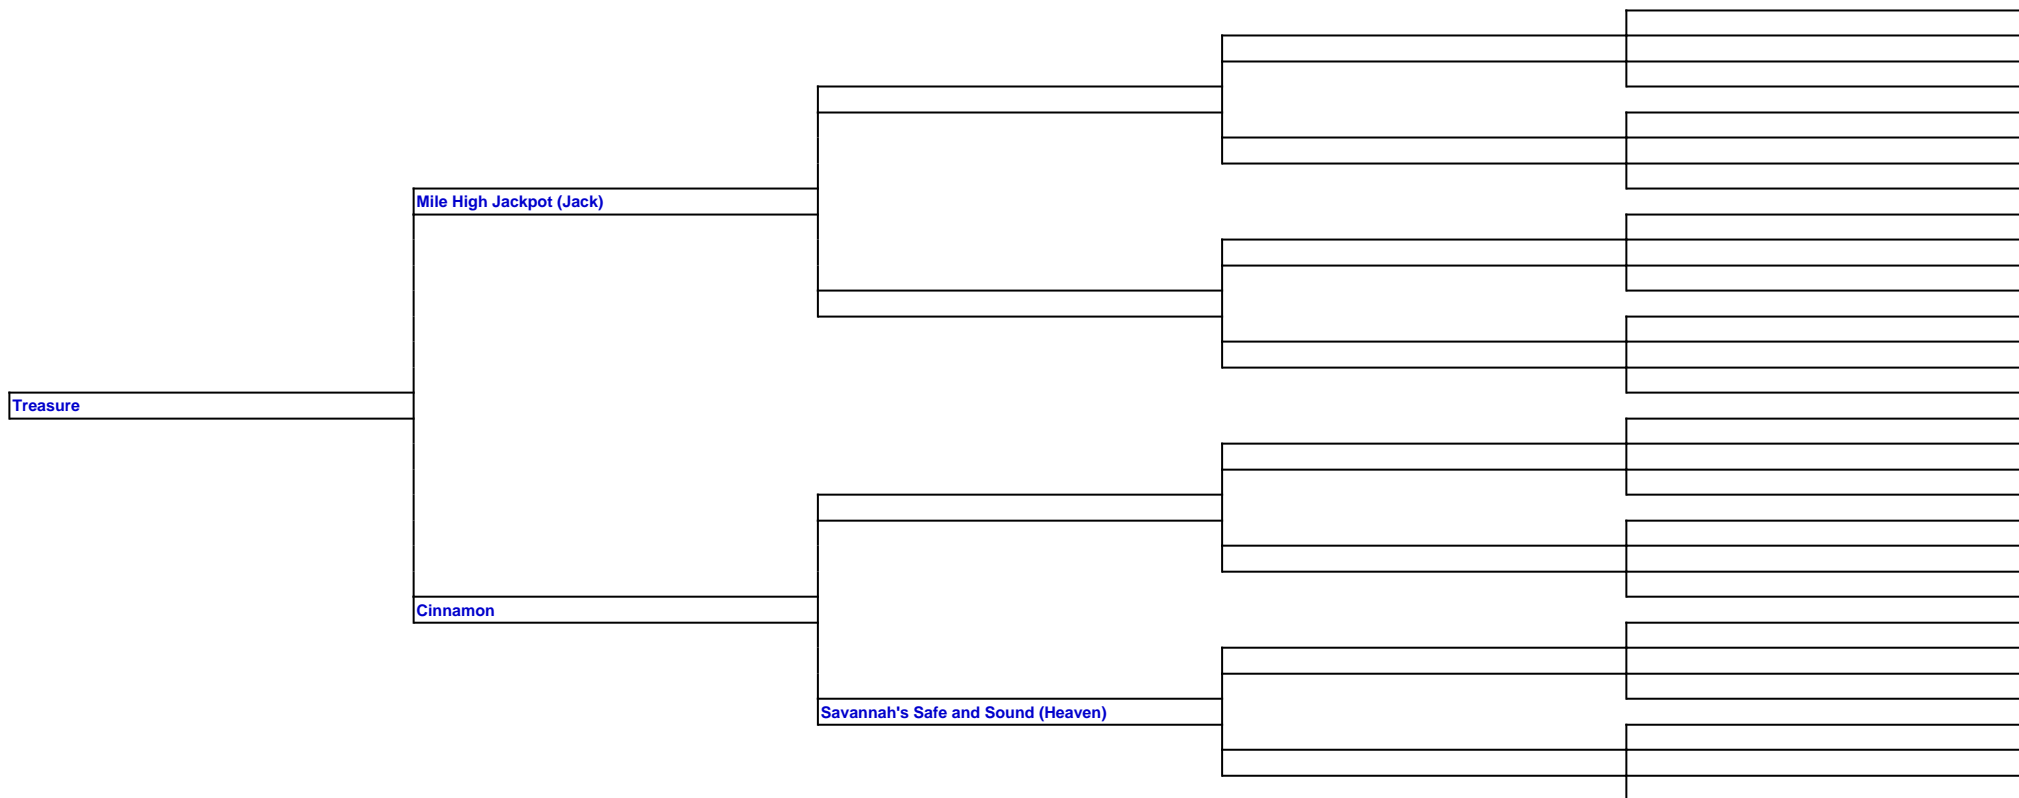 Mile High Jackpot (Jack)
Treasure
Cinnamon
Savannah's Safe and Sound (Heaven)